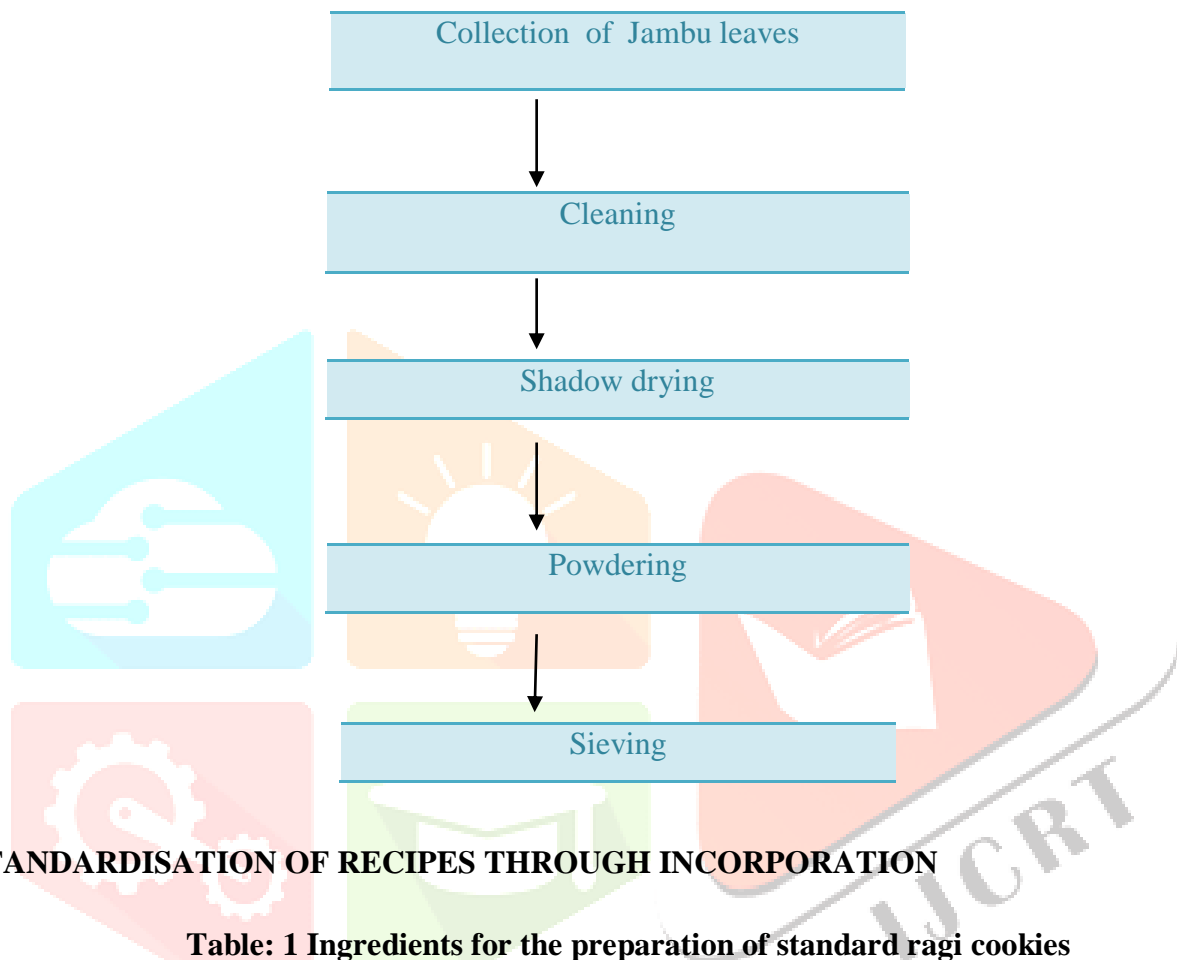 Collection of Jambu leaves
Cleaning
Shadow drying
Powdering
Sieving
TANDARDISATION OF RECIPES THROUGH INCORPORATION
Table: 1 Ingredients for the preparation of standard ragi cookies
IJCRT